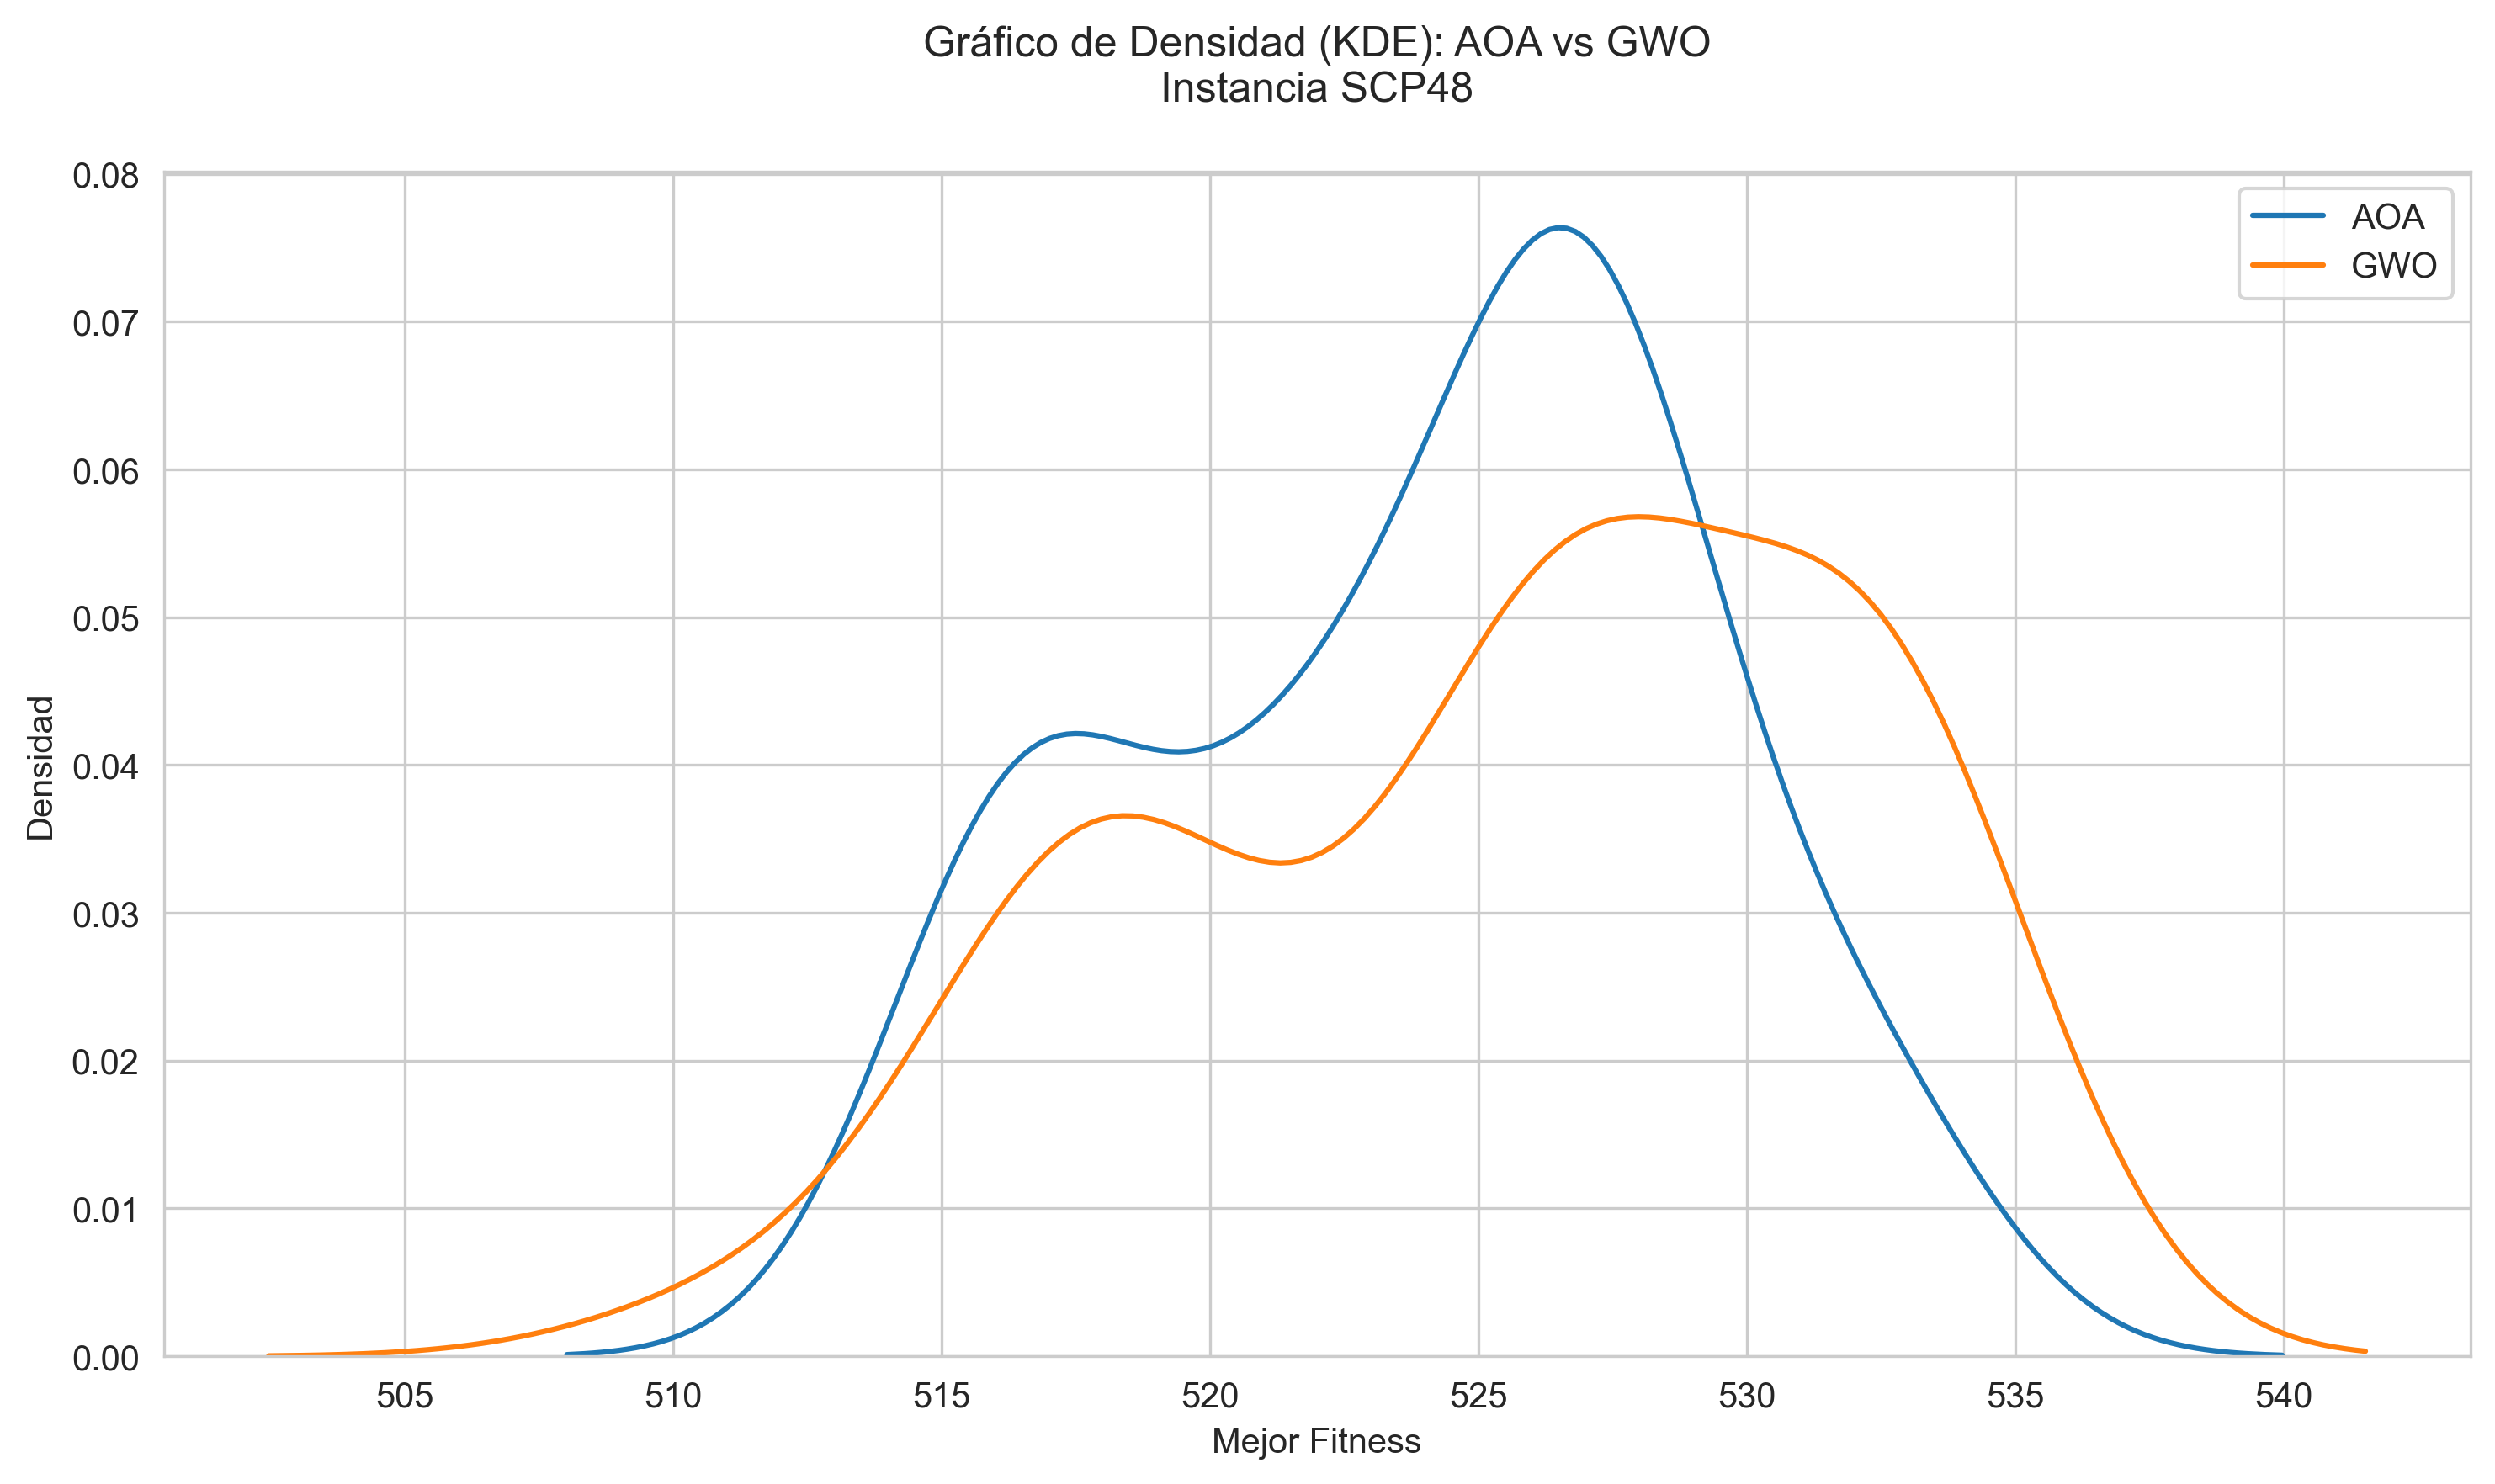 Gráfico de Densidad (KDE): AOA vs GWO
Instancia SCP48
0.08
0.07
0.06
0.05
0.04
0.03
0.02
0.01
0.00
Densidad
AOA
GWO
505 510 515 520 525 530 535 540
Mejor Fitness